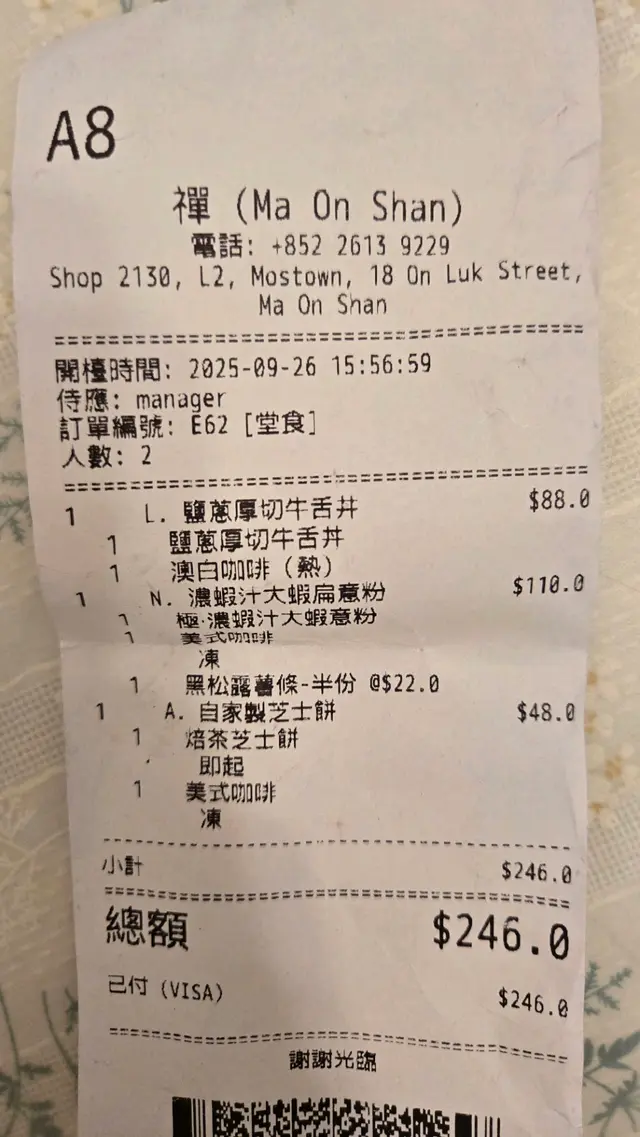 A8
禪 (Ma On Shan)
電話: +852 2613 9229
Shop 2130, L2, Mostown, 18 On Luk Street,
Ma On Shan
開檯時間: 2025-09-26 15:56:59
侍應: manager
訂單編號: E62 [堂食]
人數: 2
1 L. 鹽蔥厚切牛舌丼 $88.0
1 鹽蔥厚切牛舌丼
1 澳白咖啡 (熱)
1 N. 濃蝦汁大蝦扁意粉 $110.0
1 極·濃蝦汁大蝦意粉
1 美式咖啡
凍
1 黑松露薯條-半份 @$22.0
1 A. 自家製芝士餅 $48.0
1 焙茶芝士餅
即起
1 美式咖啡
凍
小計 $246.0
總額 $246.0
已付 (VISA) $246.0
謝謝光臨